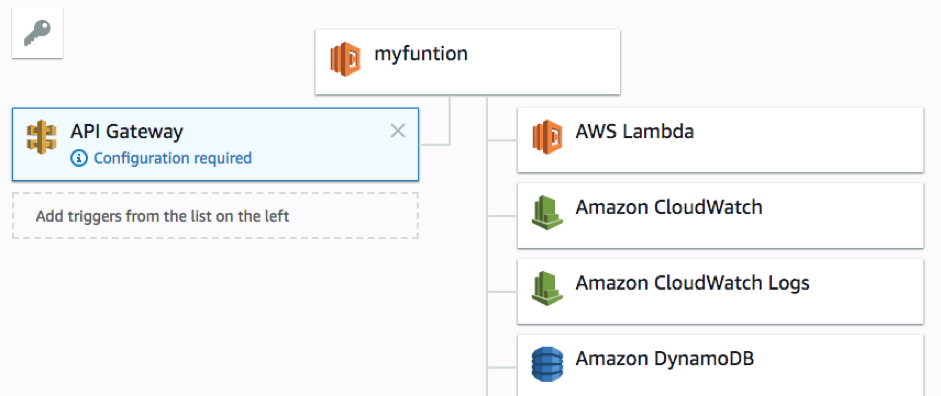 myfuntion
API Gateway
Configuration required
Add triggers from the list on the left
AWS Lambda
Amazon CloudWatch
Amazon CloudWatch Logs
Amazon DynamoDB